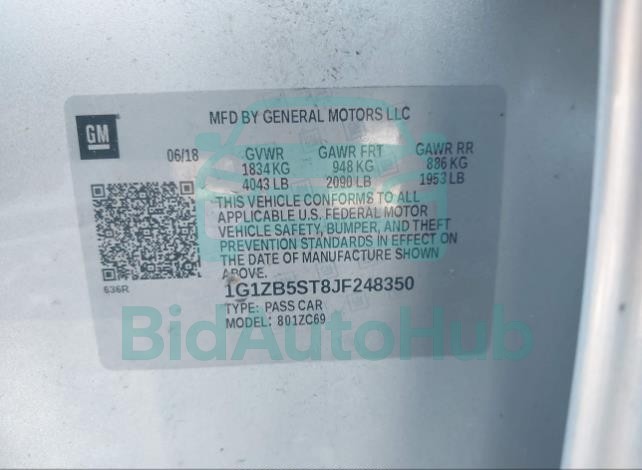 MFD BY GENERAL MOTORS LLC
GM
06/18 GVWR GAWR FRT GAWR RR
1834 KG 948 KG 886 KG
4043 LB 2090 LB 1953 LB
THIS VEHICLE CONFORMS TO ALL
APPLICABLE U.S. FEDERAL MOTOR
VEHICLE SAFETY, BUMPER, AND THEFT
PREVENTION STANDARDS IN EFFECT ON
THE DATE OF MANUFACTURE SHOWN
ABOVE.
636R
1G1ZB5ST8JF248350
TYPE: PASS CAR
MODEL: 801ZC69
BidAutoHub